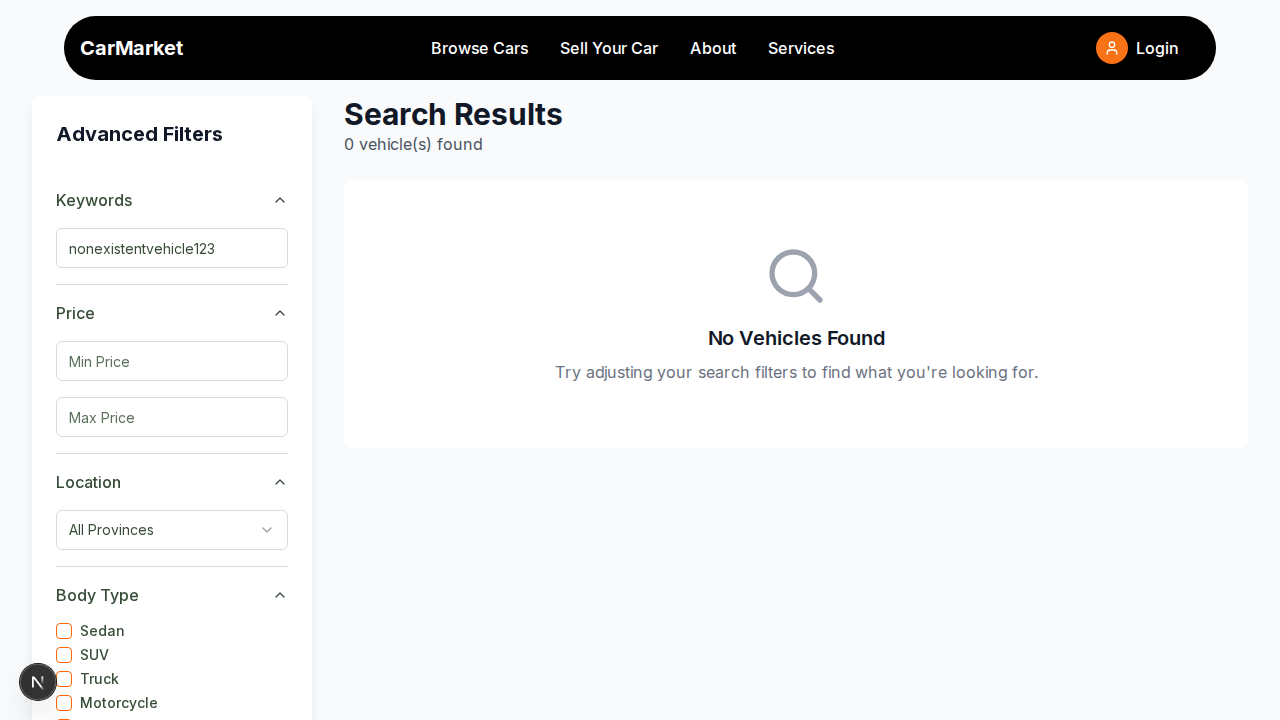 CarMarket
Browse Cars
Sell Your Car
About
Services
Login
Advanced Filters
Keywords
nonexistentvehicle123
Price
Min Price
Max Price
Location
All Provinces
Body Type
Sedan
SUV
Truck
Motorcycle
N
Search Results
0 vehicle(s) found
No Vehicles Found
Try adjusting your search filters to find what you're looking for.